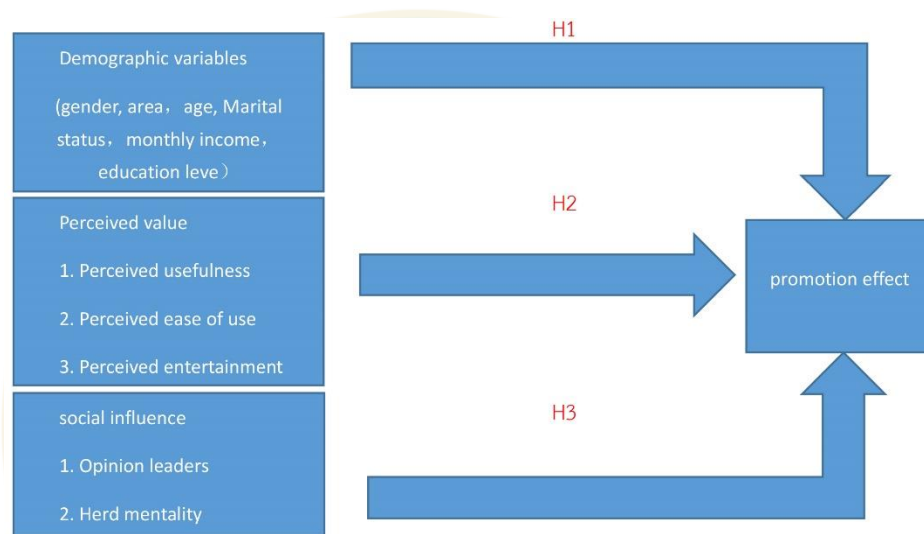 H1
Demographic variables
(gender, area，age, Marital
status，monthly income，
education leve）
H2
Perceived value
1. Perceived usefulness
2. Perceived ease of use
3. Perceived entertainment
promotion effect
H3
social influence
1. Opinion leaders
2. Herd mentality